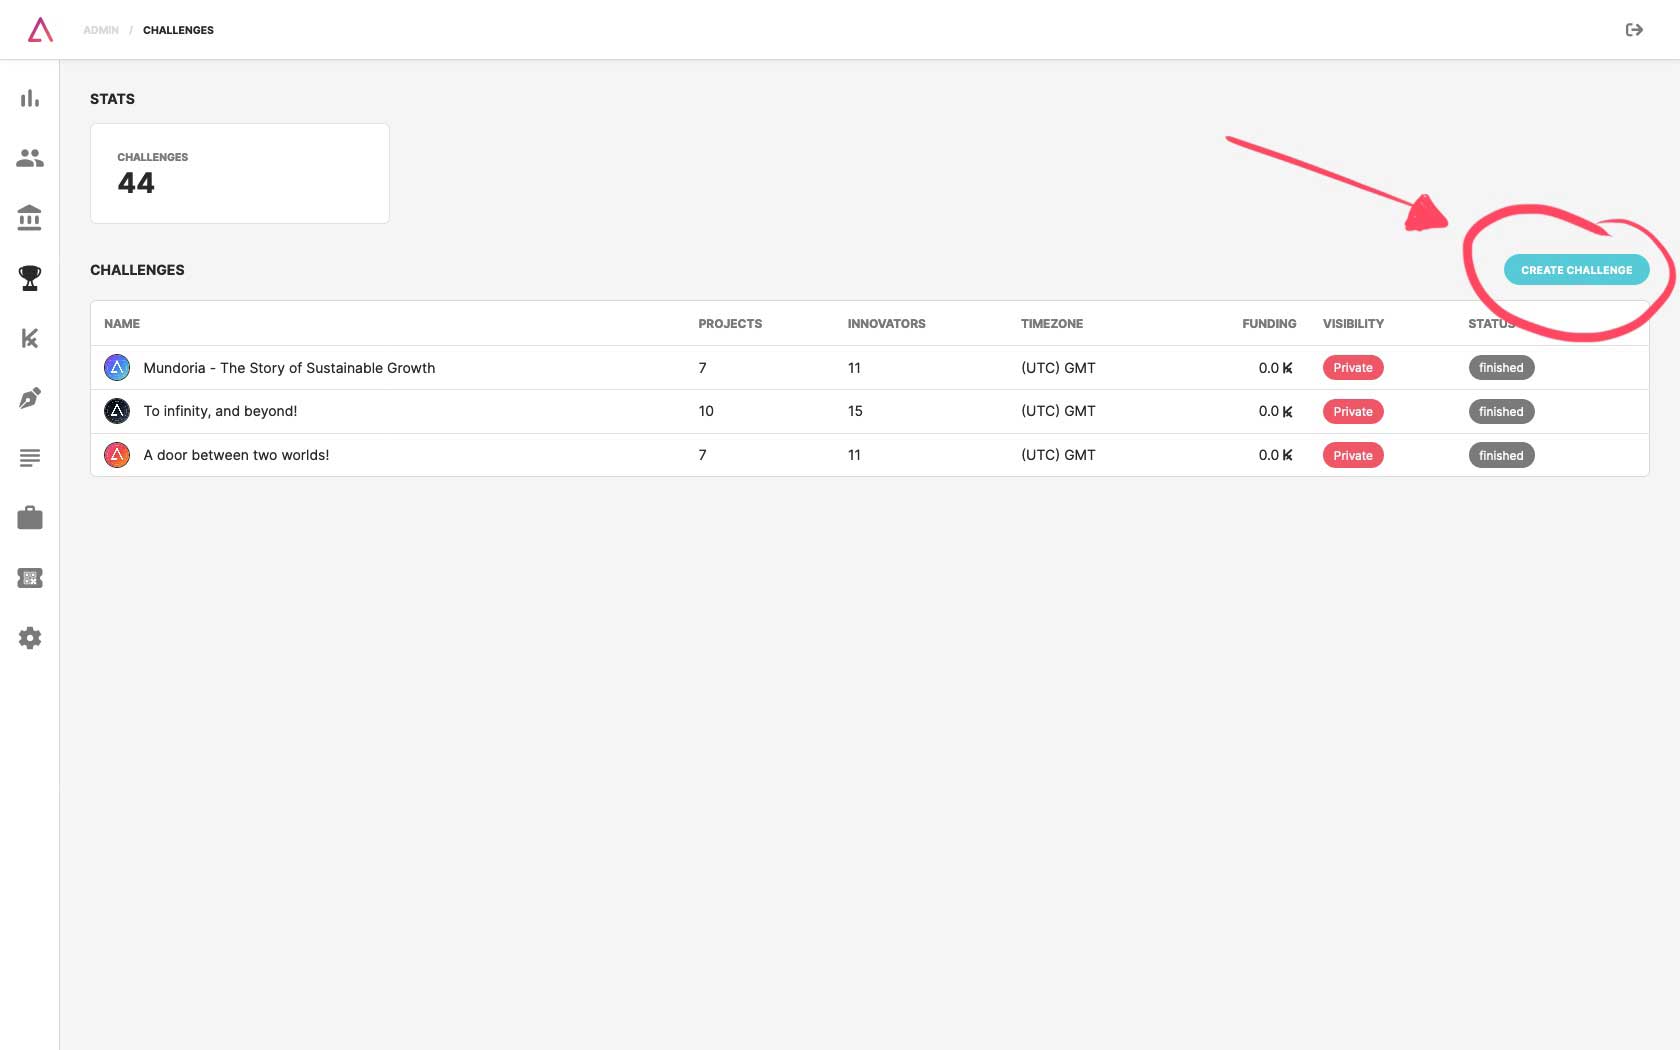 ADMIN / CHALLENGES
STATS
CHALLENGES
44
CHALLENGES
CREATE CHALLENGE
NAME PROJECTS INNOVATORS TIMEZONE FUNDING VISIBILITY STATUS
Mundoria - The Story of Sustainable Growth 7 11 (UTC) GMT 0.0 Private finished
To infinity, and beyond! 10 15 (UTC) GMT 0.0 Private finished
A door between two worlds! 7 11 (UTC) GMT 0.0 Private finished